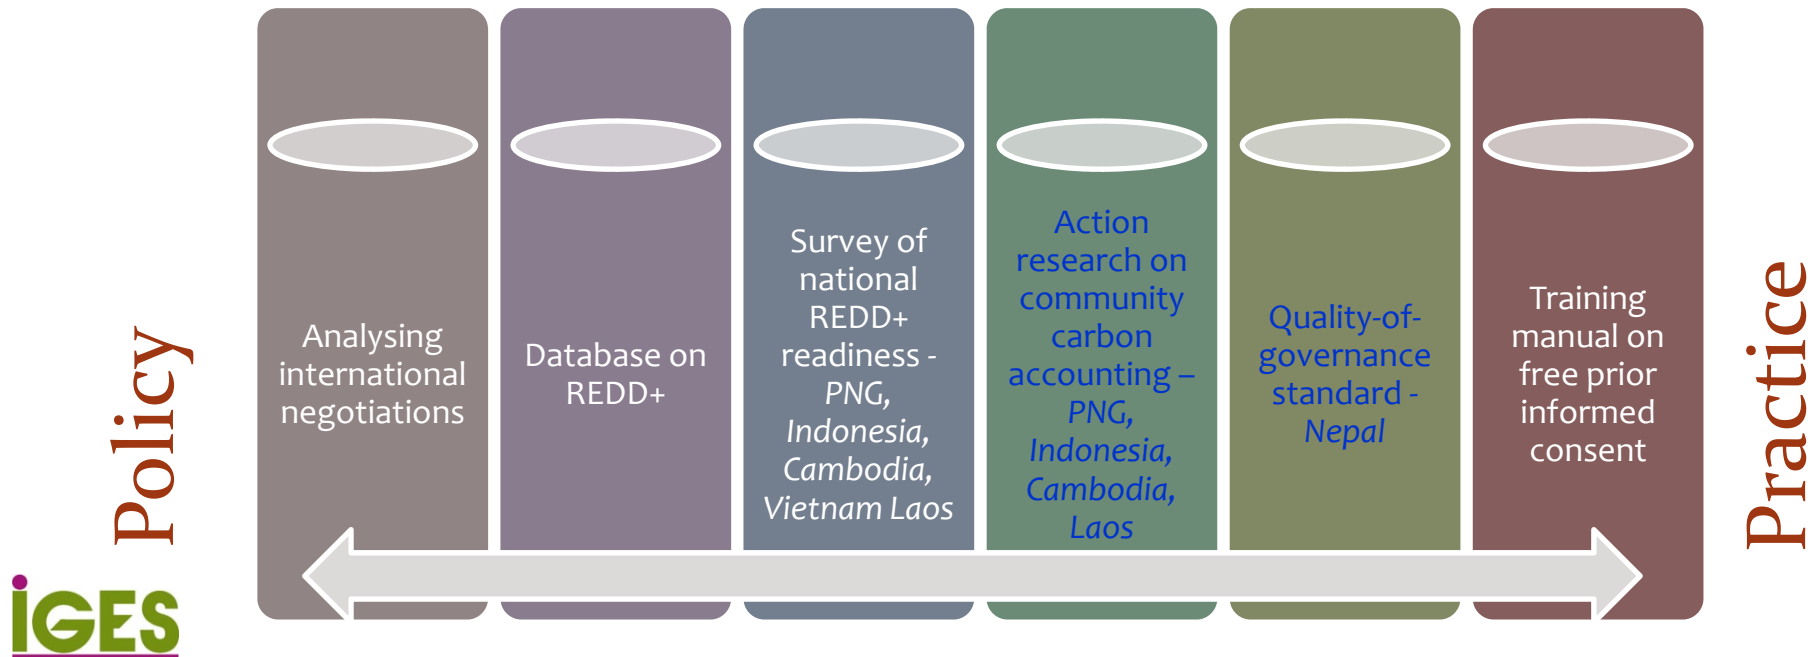 Policy
Analysing
international
negotiations
Database on
REDD+
Survey of
national
REDD+
readiness -
PNG,
Indonesia,
Cambodia,
Vietnam Laos
Action
research on
community
carbon
accounting –
PNG,
Indonesia,
Cambodia,
Laos
Quality-of-
governance
standard -
Nepal
Training
manual on
free prior
informed
consent
Practice
iGES